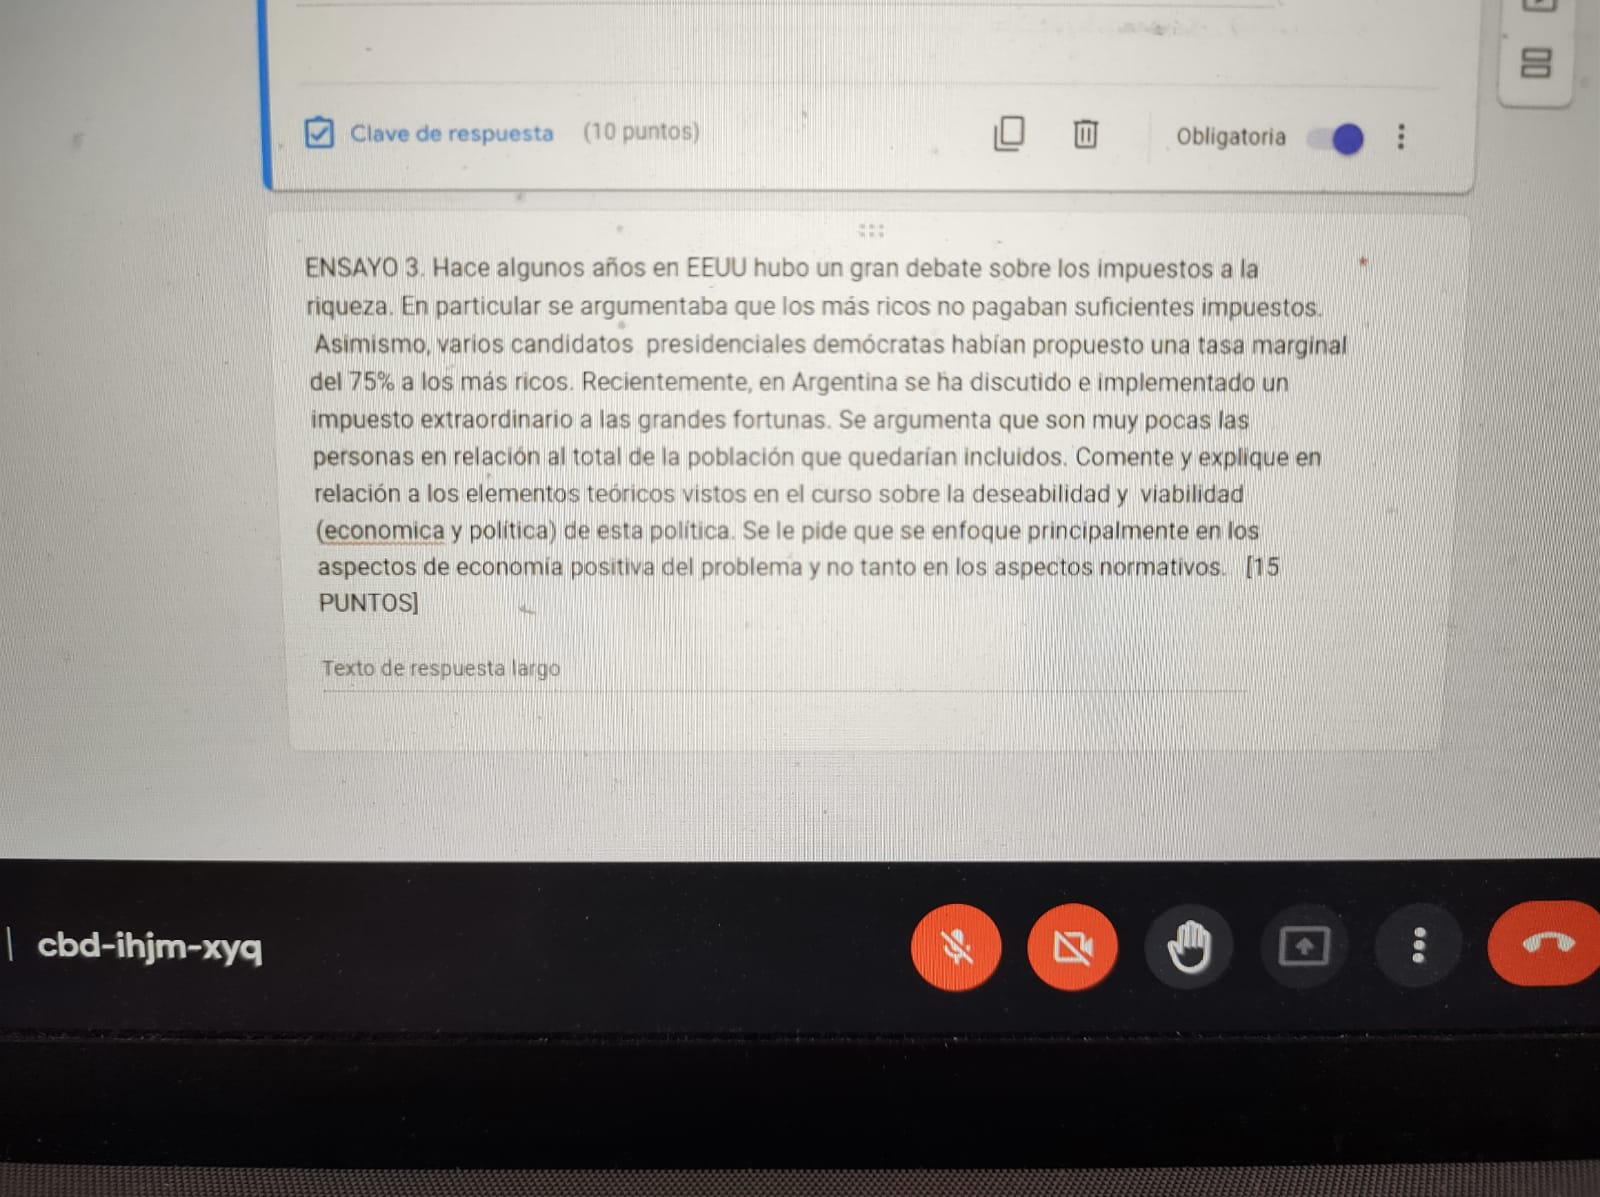 Clave de respuesta (10 puntos) Obligatoria
ENSAYO 3. Hace algunos años en EEUU hubo un gran debate sobre los impuestos a la *
riqueza. En particular se argumentaba que los más ricos no pagaban suficientes impuestos.
Asimismo, varios candidatos presidenciales demócratas habían propuesto una tasa marginal
del 75% a los más ricos. Recientemente, en Argentina se ha discutido e implementado un
impuesto extraordinario a las grandes fortunas. Se argumenta que son muy pocas las
personas en relación al total de la población que quedarían incluidos. Comente y explique en
relación a los elementos teóricos vistos en el curso sobre la deseabilidad y viabilidad
(economica y política) de esta política. Se le pide que se enfoque principalmente en los
aspectos de economía positiva del problema y no tanto en los aspectos normativos. [15
PUNTOS]
Texto de respuesta largo
| cbd-ihjm-xyq